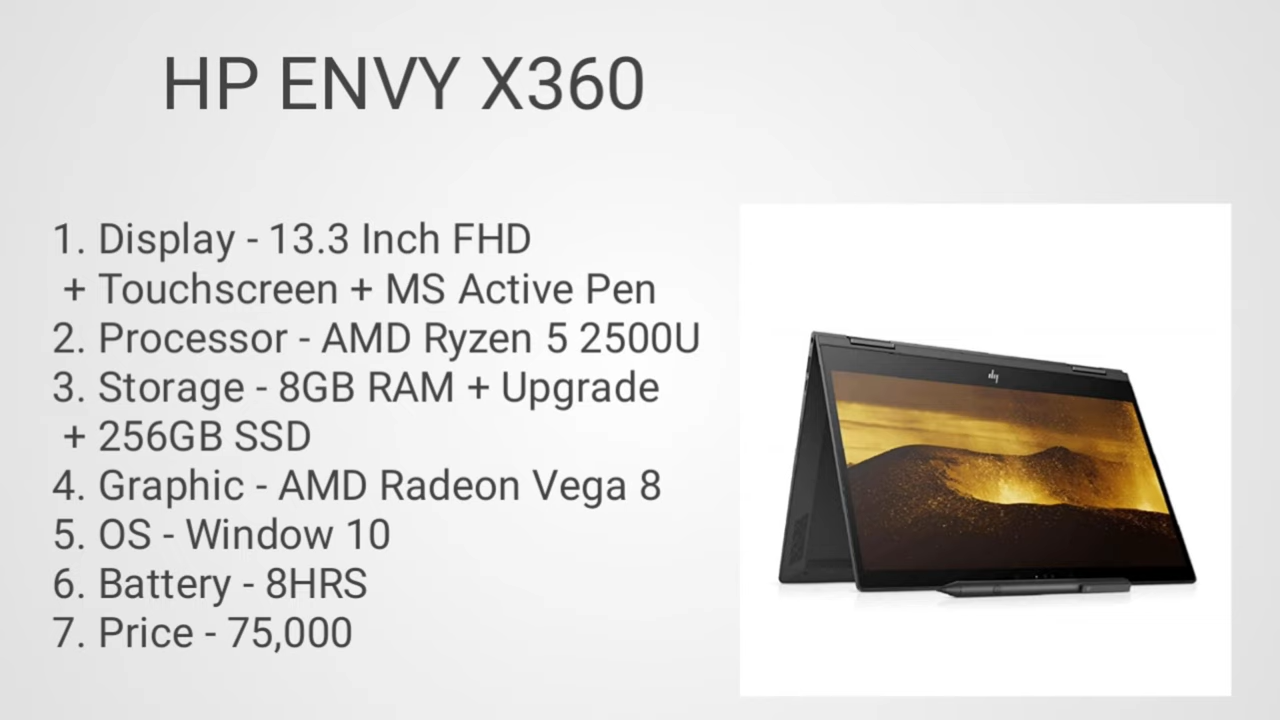 HP ENVY X360
1. Display - 13.3 Inch FHD
+ Touchscreen + MS Active Pen
2. Processor - AMD Ryzen 5 2500U
3. Storage - 8GB RAM + Upgrade
+ 256GB SSD
4. Graphic - AMD Radeon Vega 8
5. OS - Window 10
6. Battery - 8HRS
7. Price - 75,000
hp